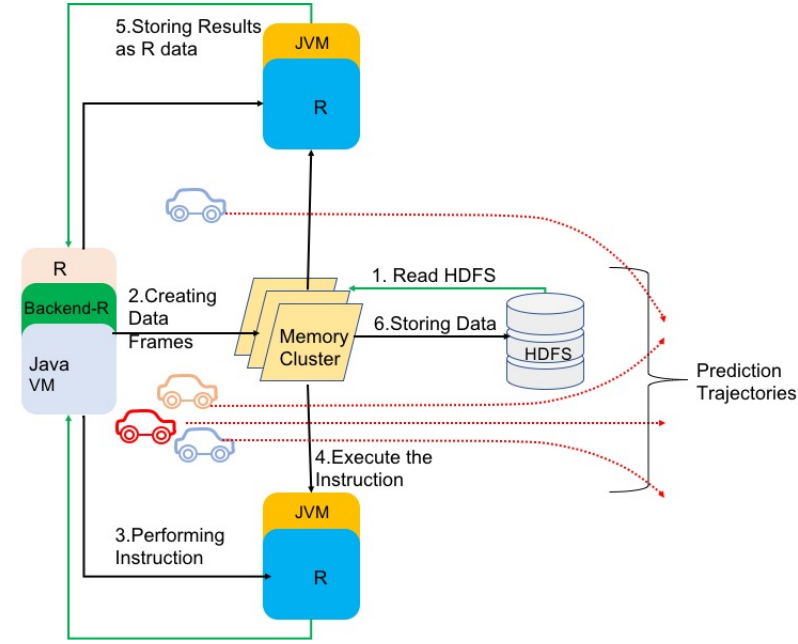 5.Storing Results
as R data
JVM
R
R
Backend-R
Java
VM
2.Creating
Data
Frames
Memory
Cluster
1. Read HDFS
6.Storing Data
HDFS
Prediction
Trajectories
4.Execute the
Instruction
3.Performing
Instruction
JVM
R